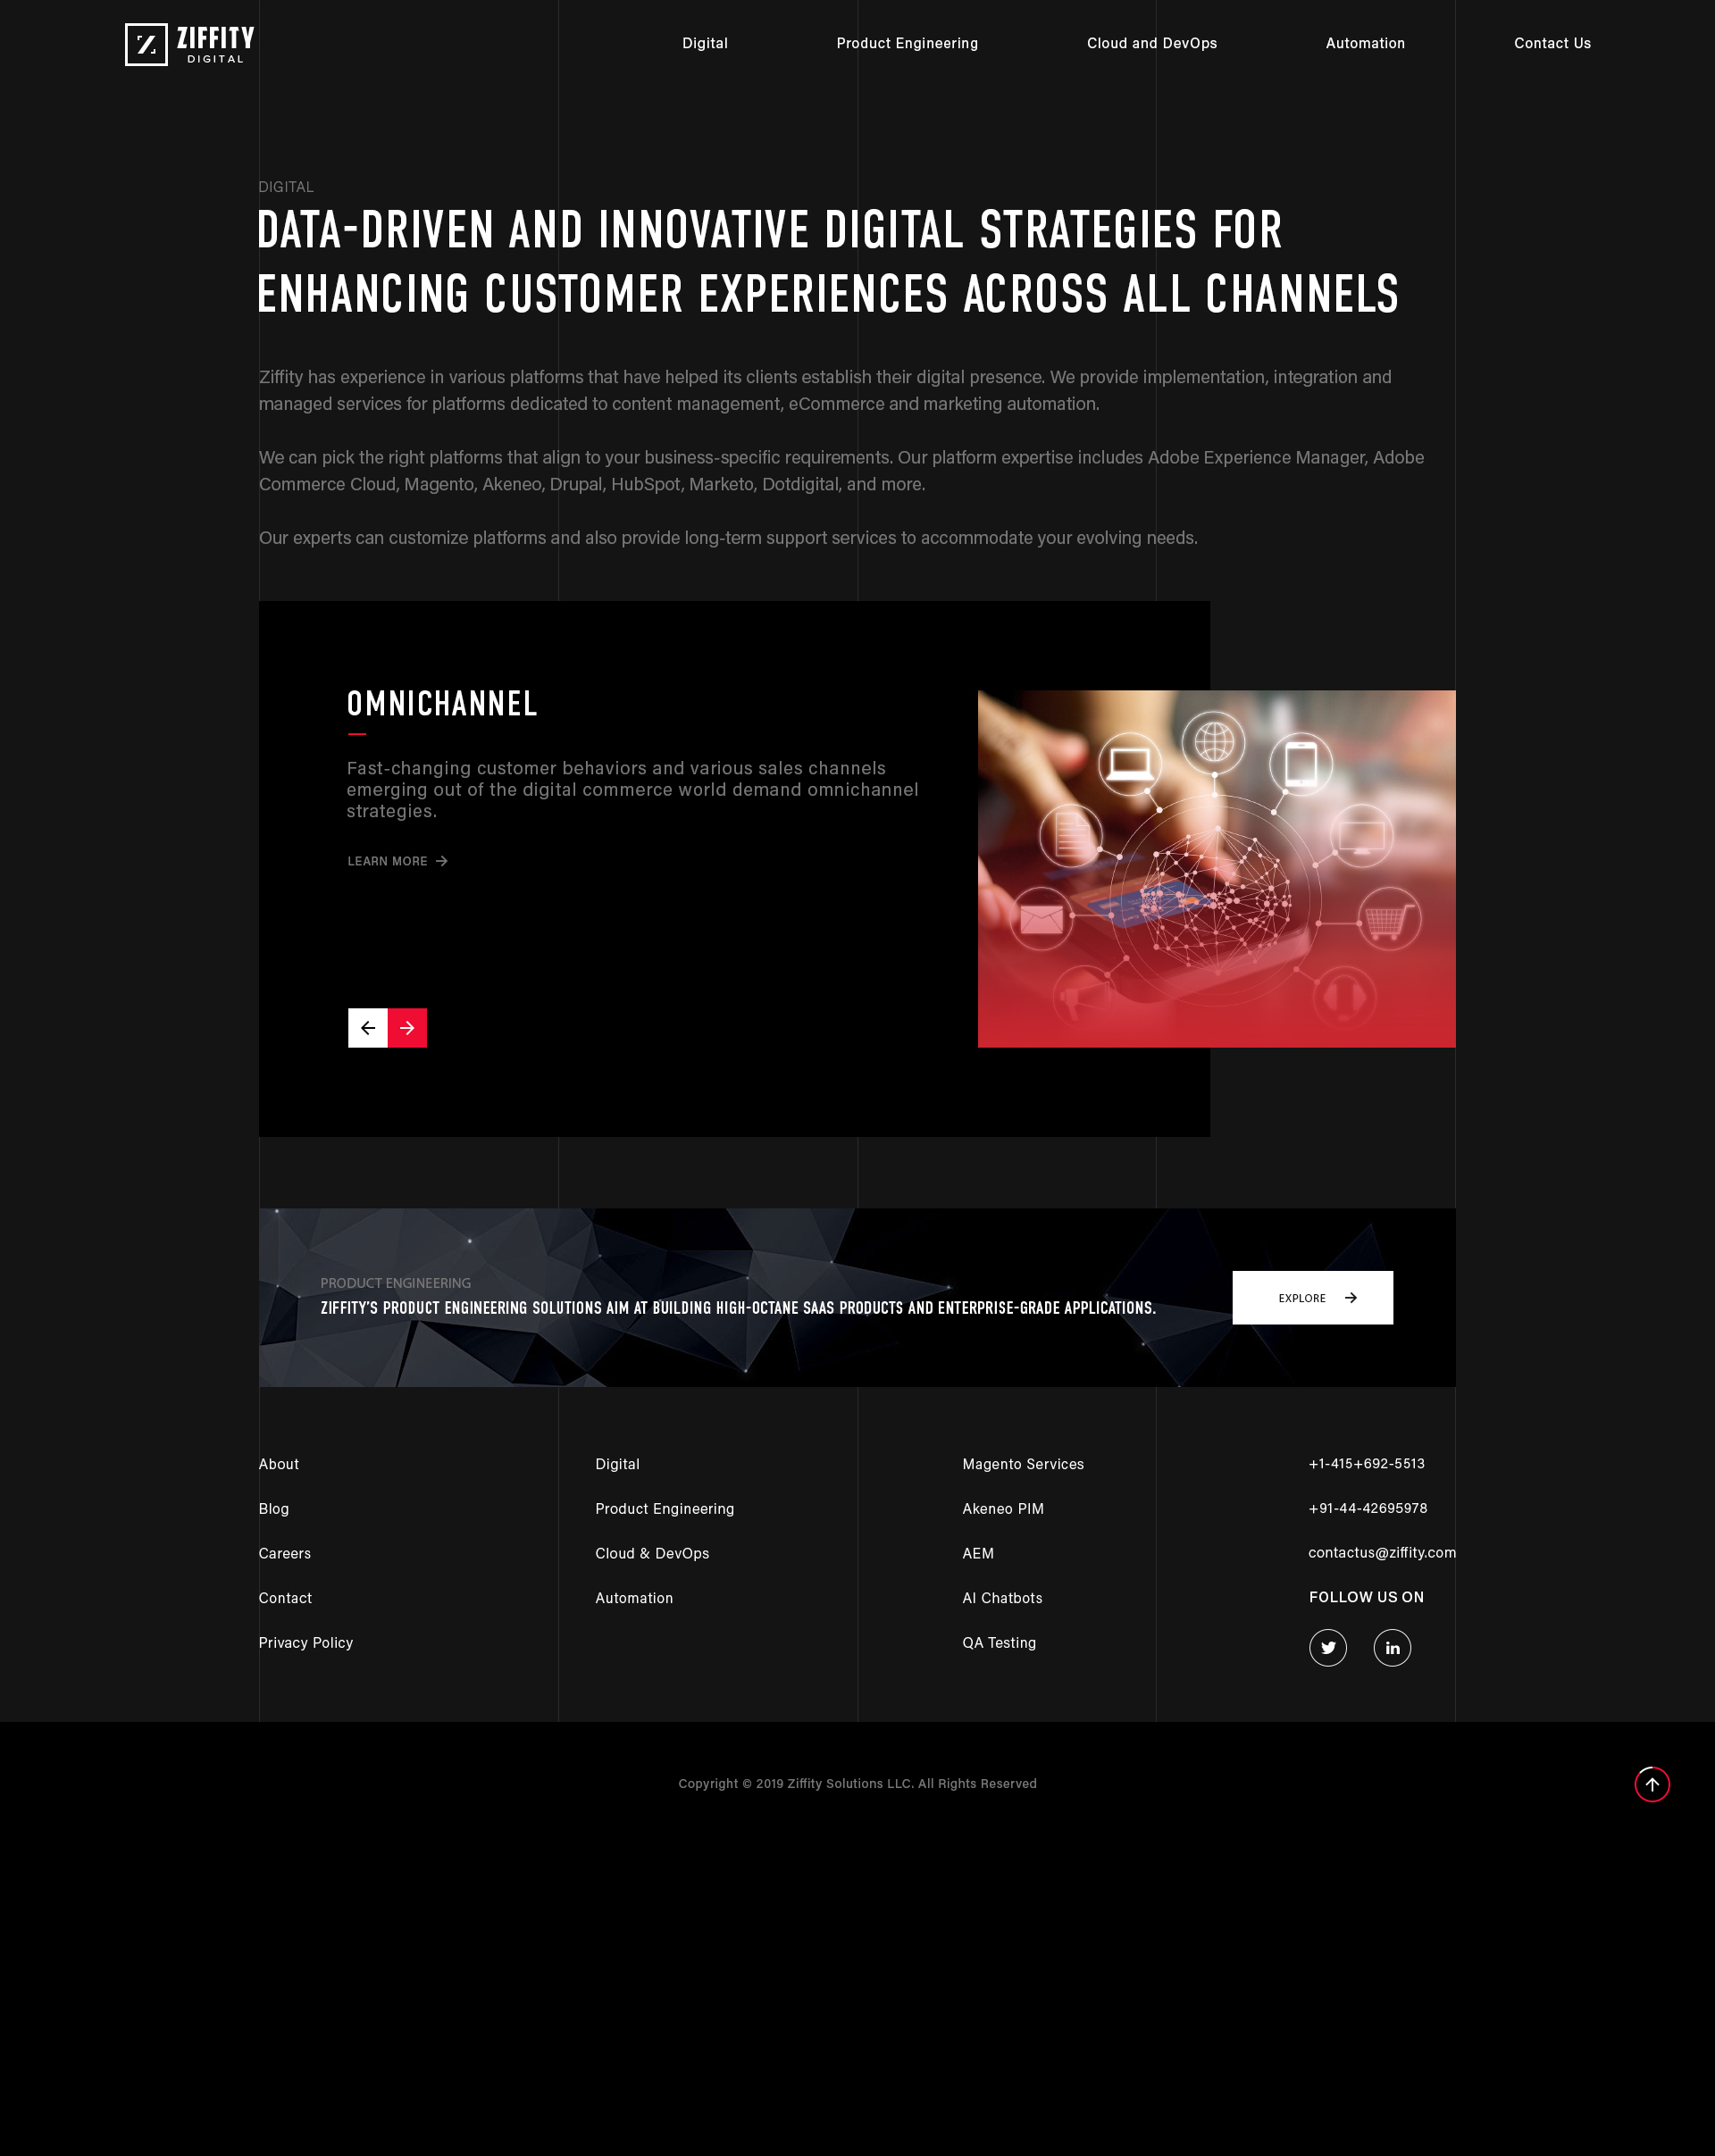 ZIFFITY
DIGITAL
Digital
Product Engineering
Cloud and DevOps
Automation
Contact Us
DIGITAL
DATA-DRIVEN AND INNOVATIVE DIGITAL STRATEGIES FOR
ENHANCING CUSTOMER EXPERIENCES ACROSS ALL CHANNELS
Ziffity has experience in various platforms that have helped its clients establish their digital presence. We provide implementation, integration and
managed services for platforms dedicated to content management, eCommerce and marketing automation.
We can pick the right platforms that align to your business-specific requirements. Our platform expertise includes Adobe Experience Manager, Adobe
Commerce Cloud, Magento, Akeneo, Drupal, HubSpot, Marketo, Dotdigital, and more.
Our experts can customize platforms and also provide long-term support services to accommodate your evolving needs.
OMNICHANNEL
Fast-changing customer behaviors and various sales channels
emerging out of the digital commerce world demand omnichannel
strategies.
LEARN MORE
PRODUCT ENGINEERING
ZIFFITY’S PRODUCT ENGINEERING SOLUTIONS AIM AT BUILDING HIGH-OCTANE SAAS PRODUCTS AND ENTERPRISE-GRADE APPLICATIONS.
EXPLORE
About
Blog
Careers
Contact
Privacy Policy
Digital
Product Engineering
Cloud & DevOps
Automation
Magento Services
Akeneo PIM
AEM
AI Chatbots
QA Testing
+1-415+692-5513
+91-44-42695978
contactus@ziffity.com
FOLLOW US ON
in
Copyright © 2019 Ziffity Solutions LLC. All Rights Reserved